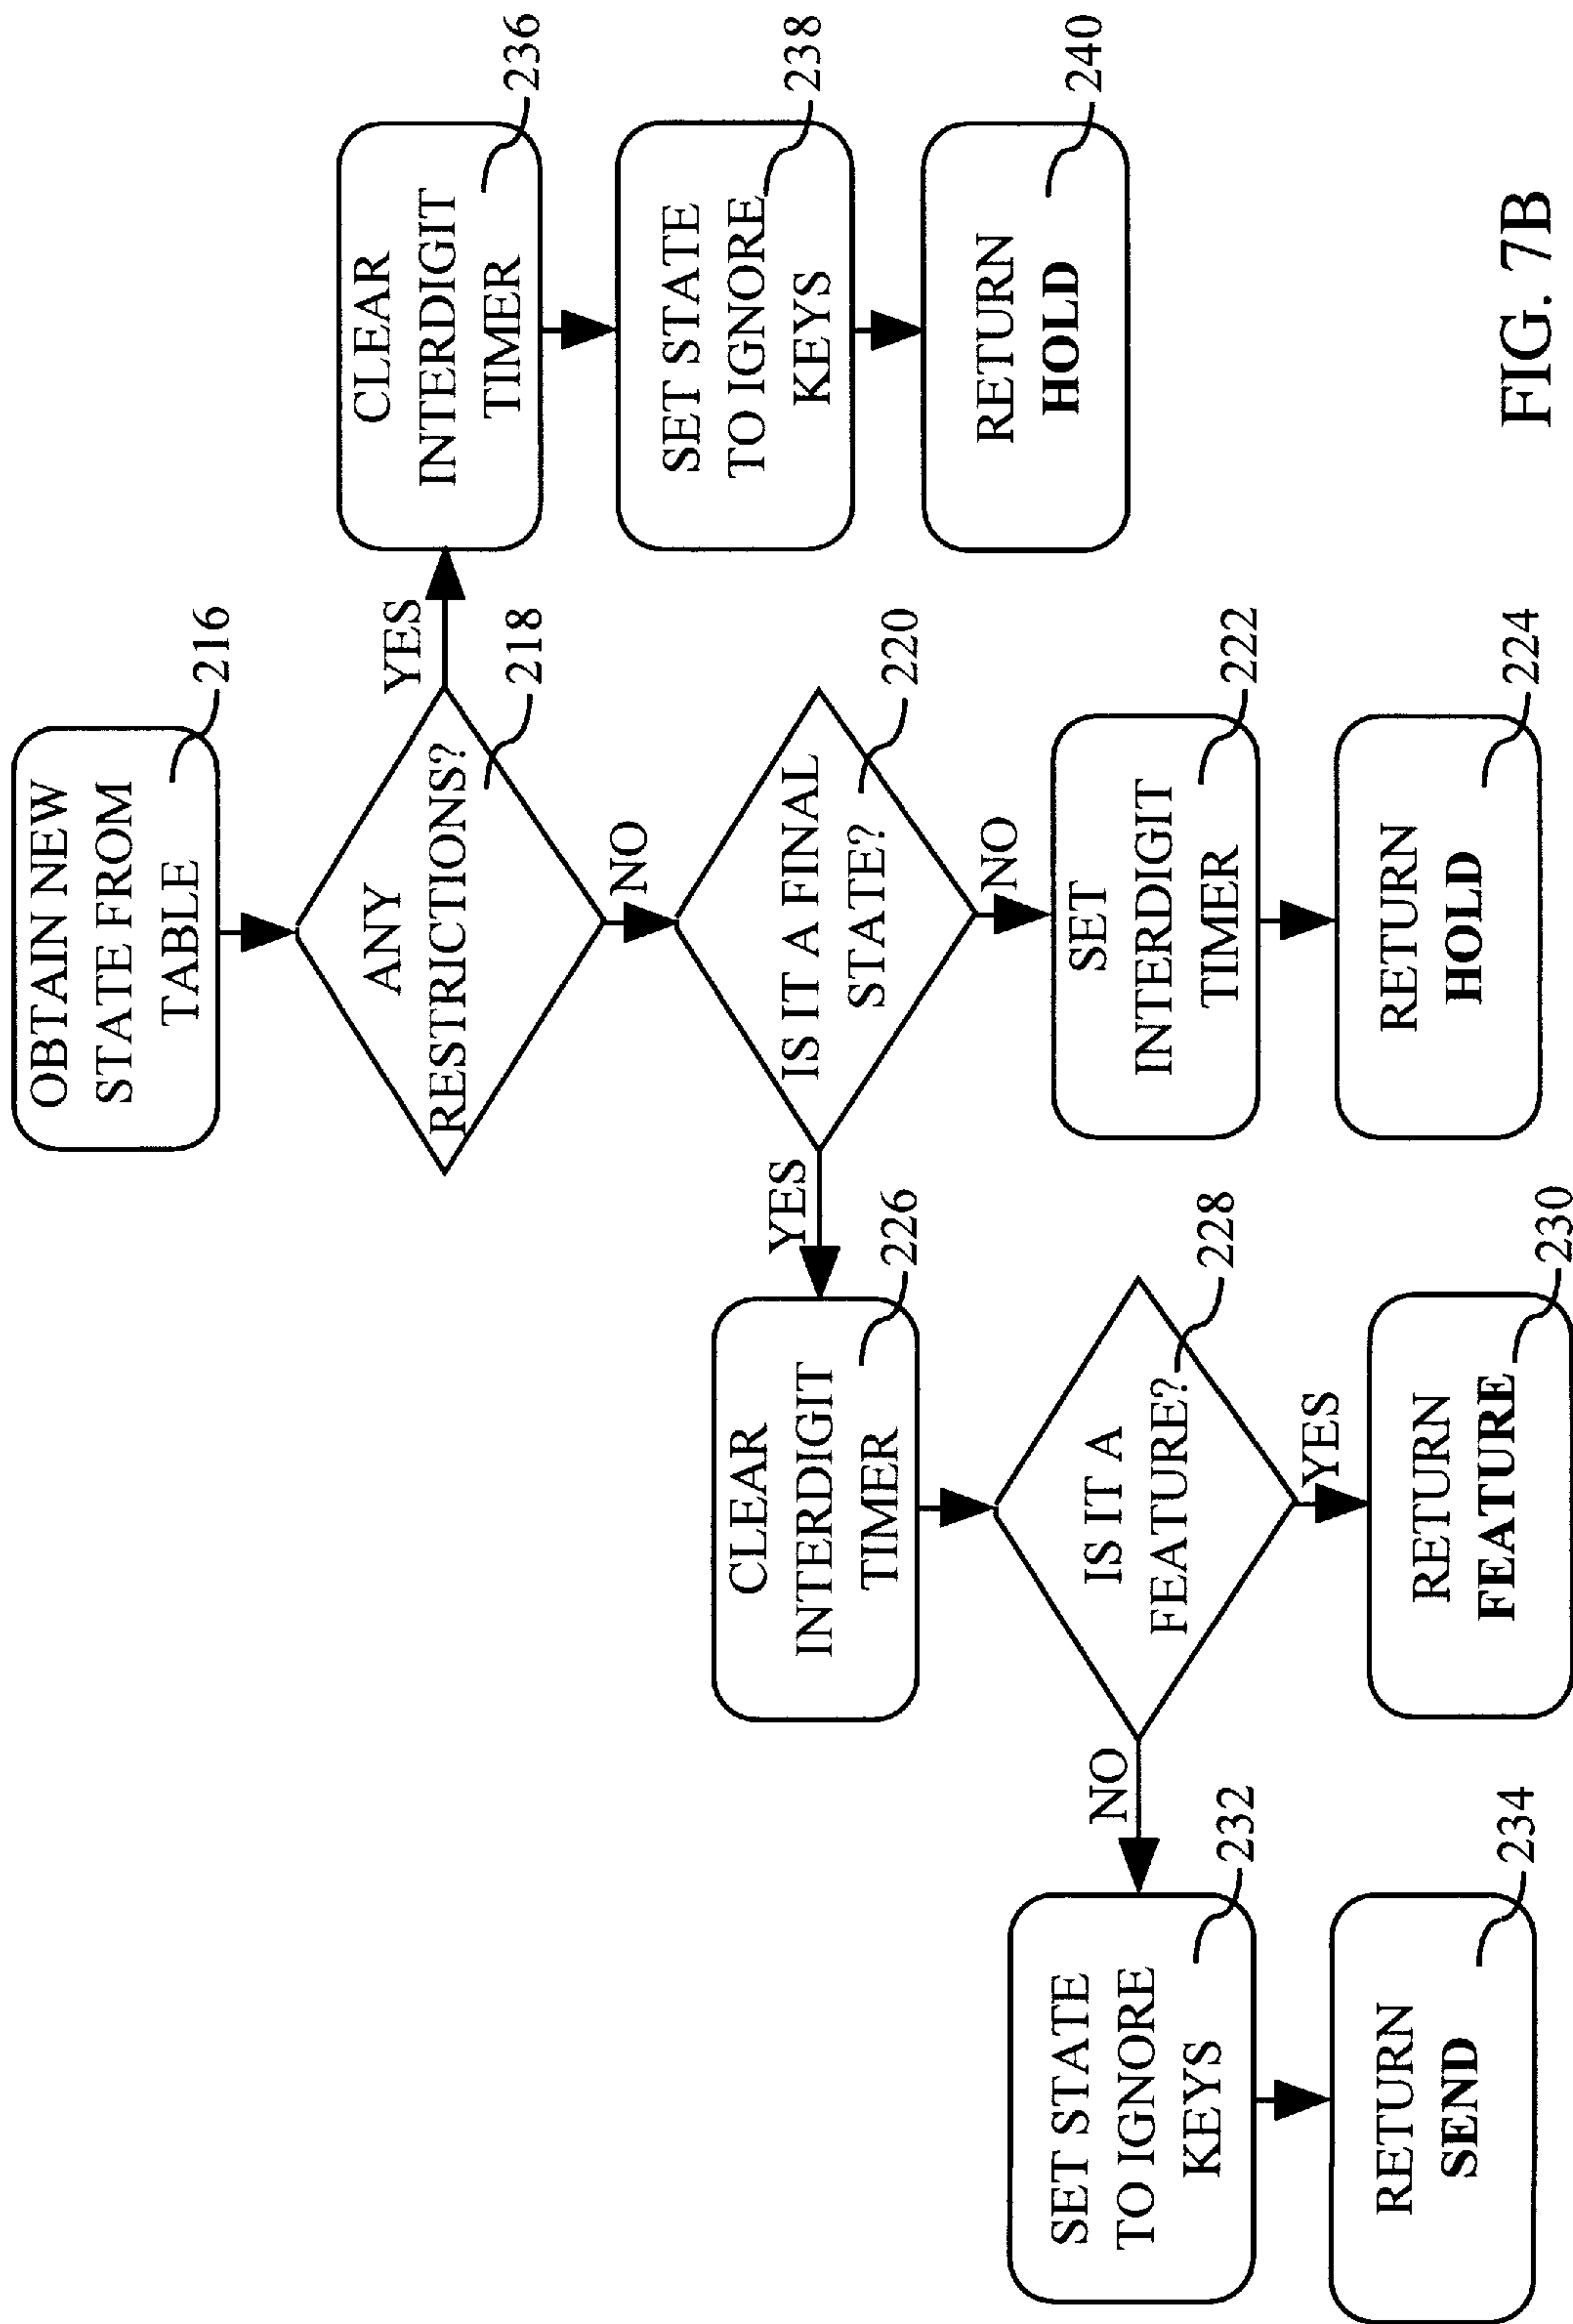 OBTAIN NEW
STATE FROM
TABLE
216
ANY
RESTRICTIONS?
218
YES
NO
CLEAR
INTERDIGIT
TIMER
236
SET STATE
TO IGNORE
KEYS
238
RETURN
HOLD
240
IS IT A FINAL
STATE?
220
YES
NO
SET
INTERDIGIT
TIMER
222
RETURN
HOLD
224
CLEAR
INTERDIGIT
TIMER
226
IS IT A
FEATURE?
228
NO
YES
RETURN
FEATURE
230
SET STATE
TO IGNORE
KEYS
232
RETURN
SEND
234
FIG. 7B